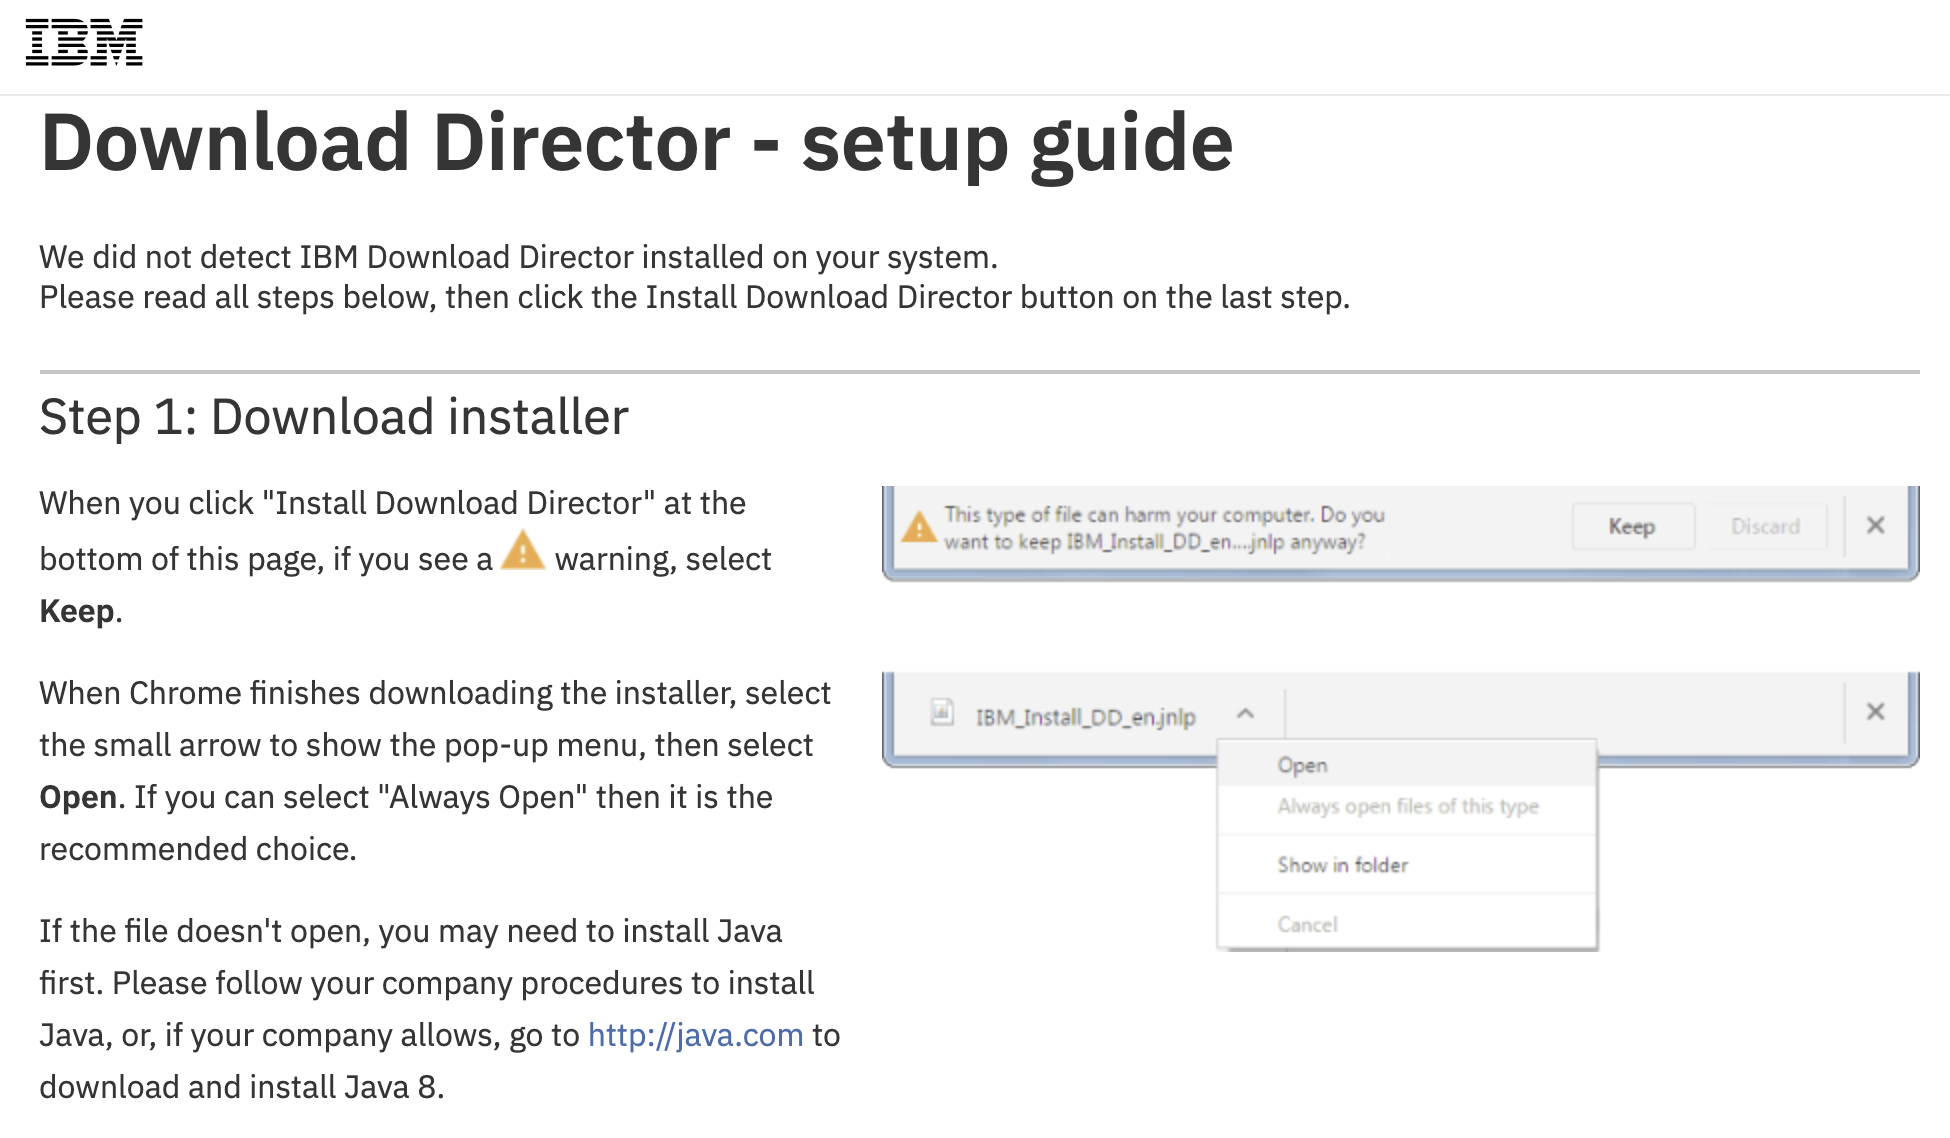 IBM
Download Director - setup guide
We did not detect IBM Download Director installed on your system.
Please read all steps below, then click the Install Download Director button on the last step.
Step 1: Download installer
When you click "Install Download Director" at the
bottom of this page, if you see a warning, select
Keep.
When Chrome finishes downloading the installer, select
the small arrow to show the pop-up menu, then select
Open. If you can select "Always Open" then it is the
recommended choice.
If the file doesn't open, you may need to install Java
first. Please follow your company procedures to install
Java, or, if your company allows, go to http://java.com to
download and install Java 8.
This type of file can harm your computer. Do you
want to keep IBM_Install_DD_en....jnlp anyway?
Keep
Discard
IBM_Install_DD_en.jnlp
Open
Always open files of this type
Show in folder
Cancel